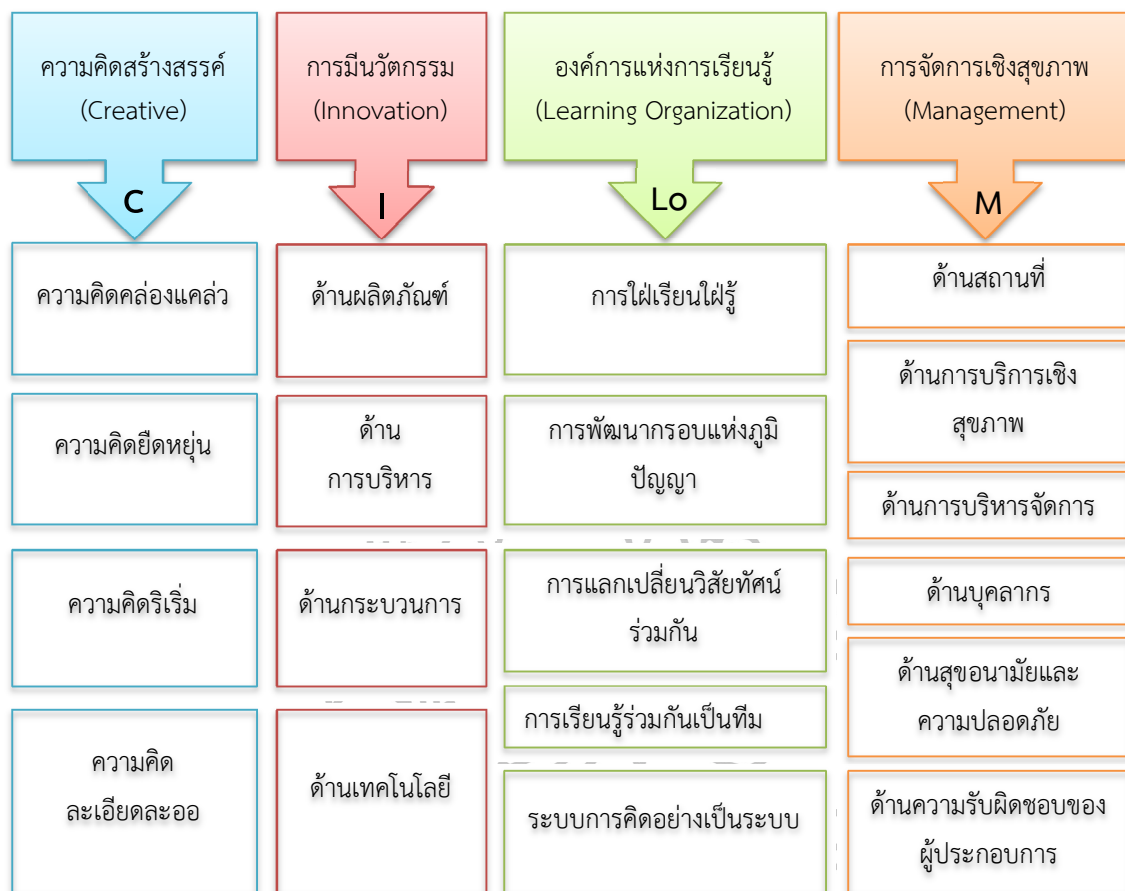 ความคิดสร้างสรรค์
(Creative)
C
ความคิดคล่องแคล่ว
ความคิดยืดหยุ่น
ความคิดริเริ่ม
ความคิด
ละเอียดละออ
การมีนวัตกรรม
(Innovation)
I
ด้านผลิตภัณฑ์
ด้าน
การบริหาร
ด้านกระบวนการ
ด้านเทคโนโลยี
องค์การแห่งการเรียนรู้
(Learning Organization)
Lo
การใฝ่เรียนใฝ่รู้
การพัฒนากรอบแห่งภูมิ
ปัญญา
การแลกเปลี่ยนวิสัยทัศน์
ร่วมกัน
การเรียนรู้ร่วมกันเป็นทีม
ระบบการคิดอย่างเป็นระบบ
การจัดการเชิงสุขภาพ
(Management)
M
ด้านสถานที่
ด้านการบริการเชิง
สุขภาพ
ด้านการบริหารจัดการ
ด้านบุคลากร
ด้านสุขอนามัยและ
ความปลอดภัย
ด้านความรับผิดชอบของ
ผู้ประกอบการ